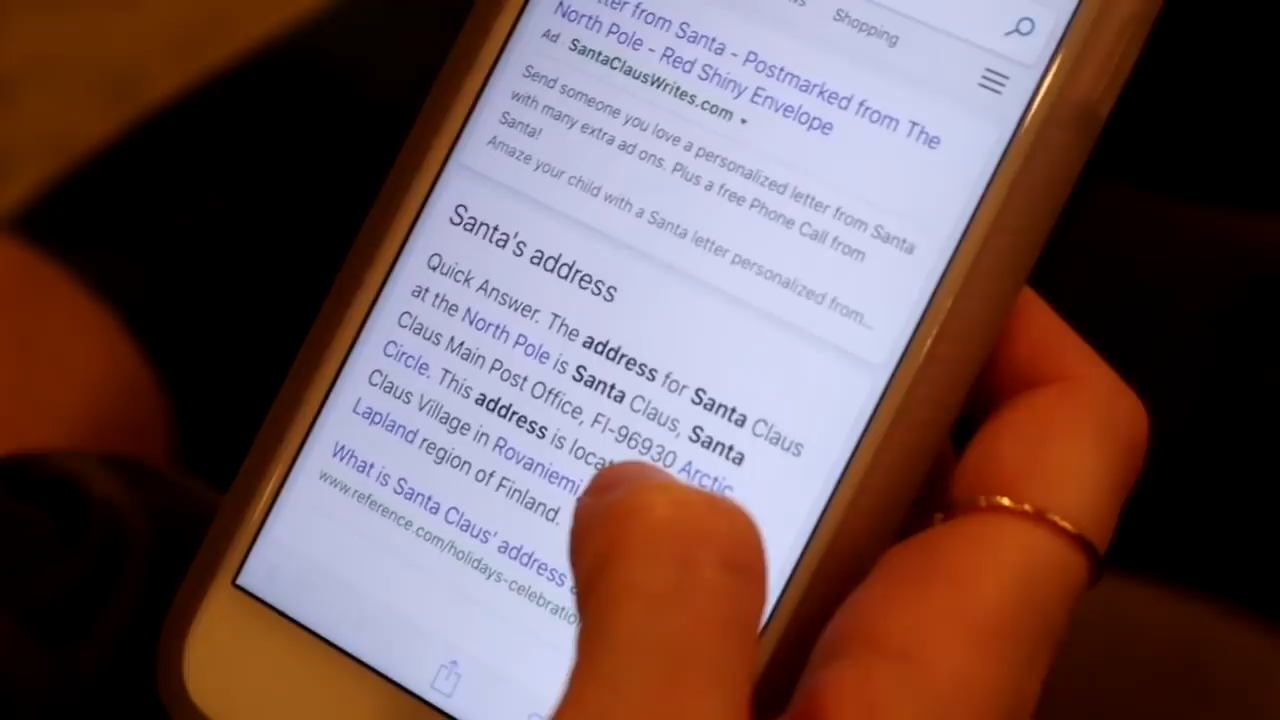 Shopping
from Santa - Postmarked from The
North Pole - Red Shiny Envelope
Ad SantaClausWrites.com
Send someone you love a personalized letter from Santa
with many extra ad ons. Plus a free Phone Call from
Santa!
Amaze your child with a Santa letter personalized from...
Santa's address
Quick Answer. The address for Santa Claus
at the North Pole is Santa Claus, Santa
Claus Main Post Office, FI-96930 Arctic
Circle. This address is
Claus Village in Rovaniemi
Lapland region of Finland.
What is Santa Claus' address
www.reference.com/holidays-celebratio